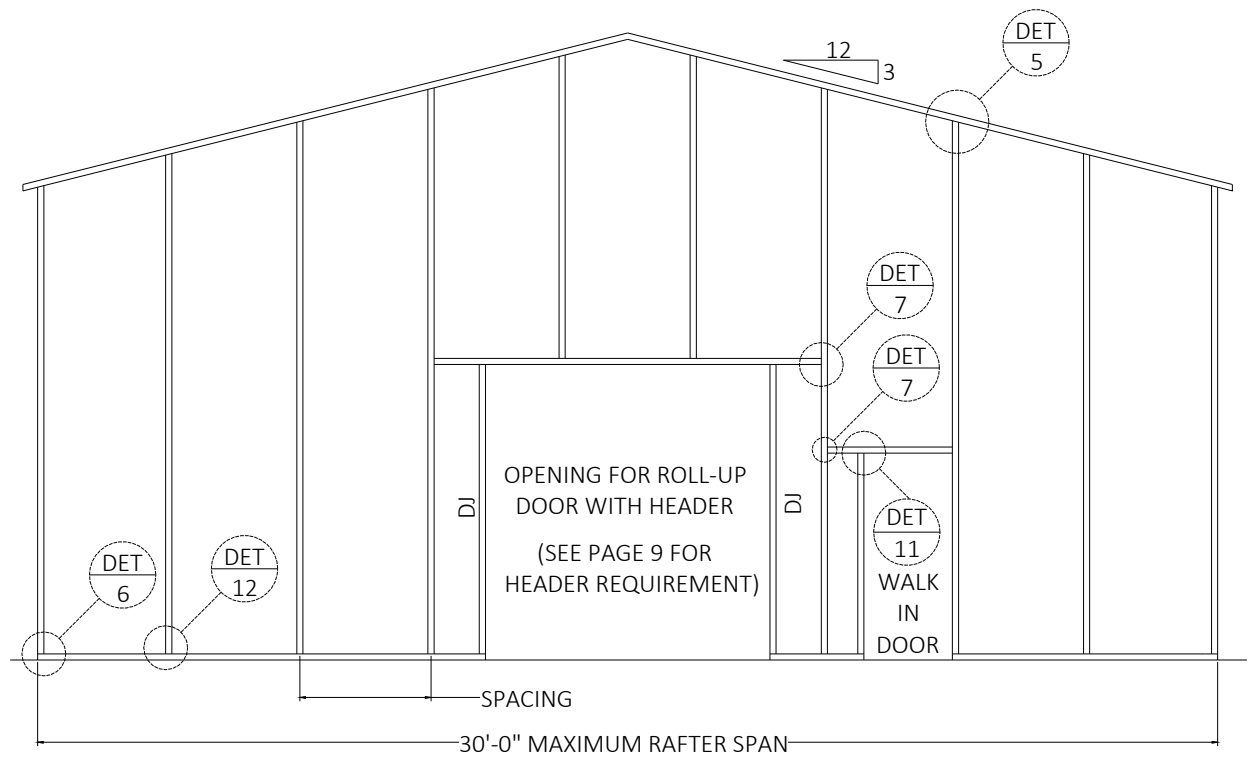 12
3
DET
5
DET
7
DET
7
OPENING FOR ROLL-UP
DOOR WITH HEADER
(SEE PAGE 9 FOR
HEADER REQUIREMENT)
DJ
DJ
DET
11
WALK
IN
DOOR
DET
6
DET
12
SPACING
30'-0" MAXIMUM RAFTER SPAN